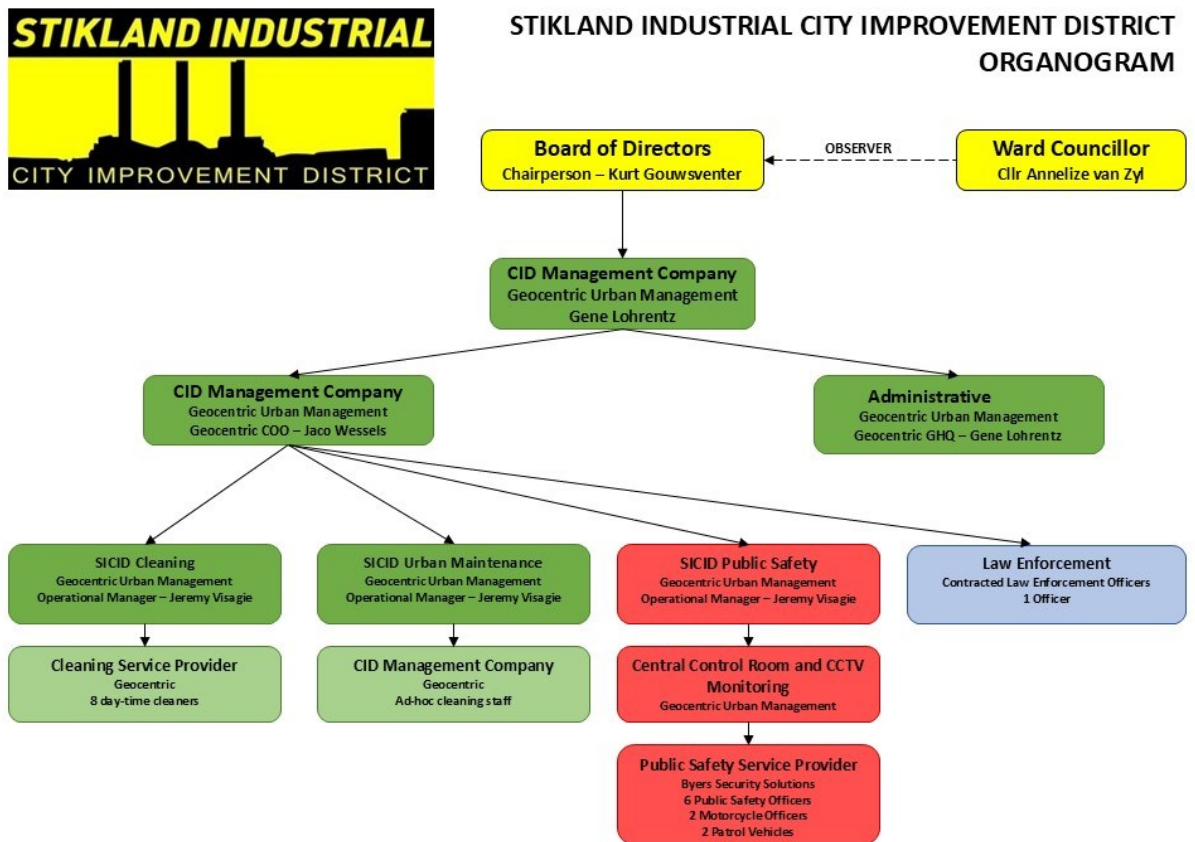 STIKLAND INDUSTRIAL
CITY IMPROVEMENT DISTRICT
STIKLAND INDUSTRIAL CITY IMPROVEMENT DISTRICT
ORGANOGRAM
Board of Directors
Chairperson – Kurt Gouwsventer
OBSERVER
Ward Councillor
Cllr Annelize van Zyl
CID Management Company
Geocentric Urban Management
Gene Lohrentz
CID Management Company
Geocentric Urban Management
Geocentric COO – Jaco Wessels
Administrative
Geocentric Urban Management
Geocentric GHQ – Gene Lohrentz
SICID Cleaning
Geocentric Urban Management
Operational Manager – Jeremy Visagie
SICID Urban Maintenance
Geocentric Urban Management
Operational Manager – Jeremy Visagie
SICID Public Safety
Geocentric Urban Management
Operational Manager – Jeremy Visagie
Law Enforcement
Contracted Law Enforcement Officers
1 Officer
Cleaning Service Provider
Geocentric
8 day-time cleaners
CID Management Company
Geocentric
Ad-hoc cleaning staff
Central Control Room and CCTV
Monitoring
Geocentric Urban Management
Public Safety Service Provider
Byers Security Solutions
6 Public Safety Officers
2 Motorcycle Officers
2 Patrol Vehicles